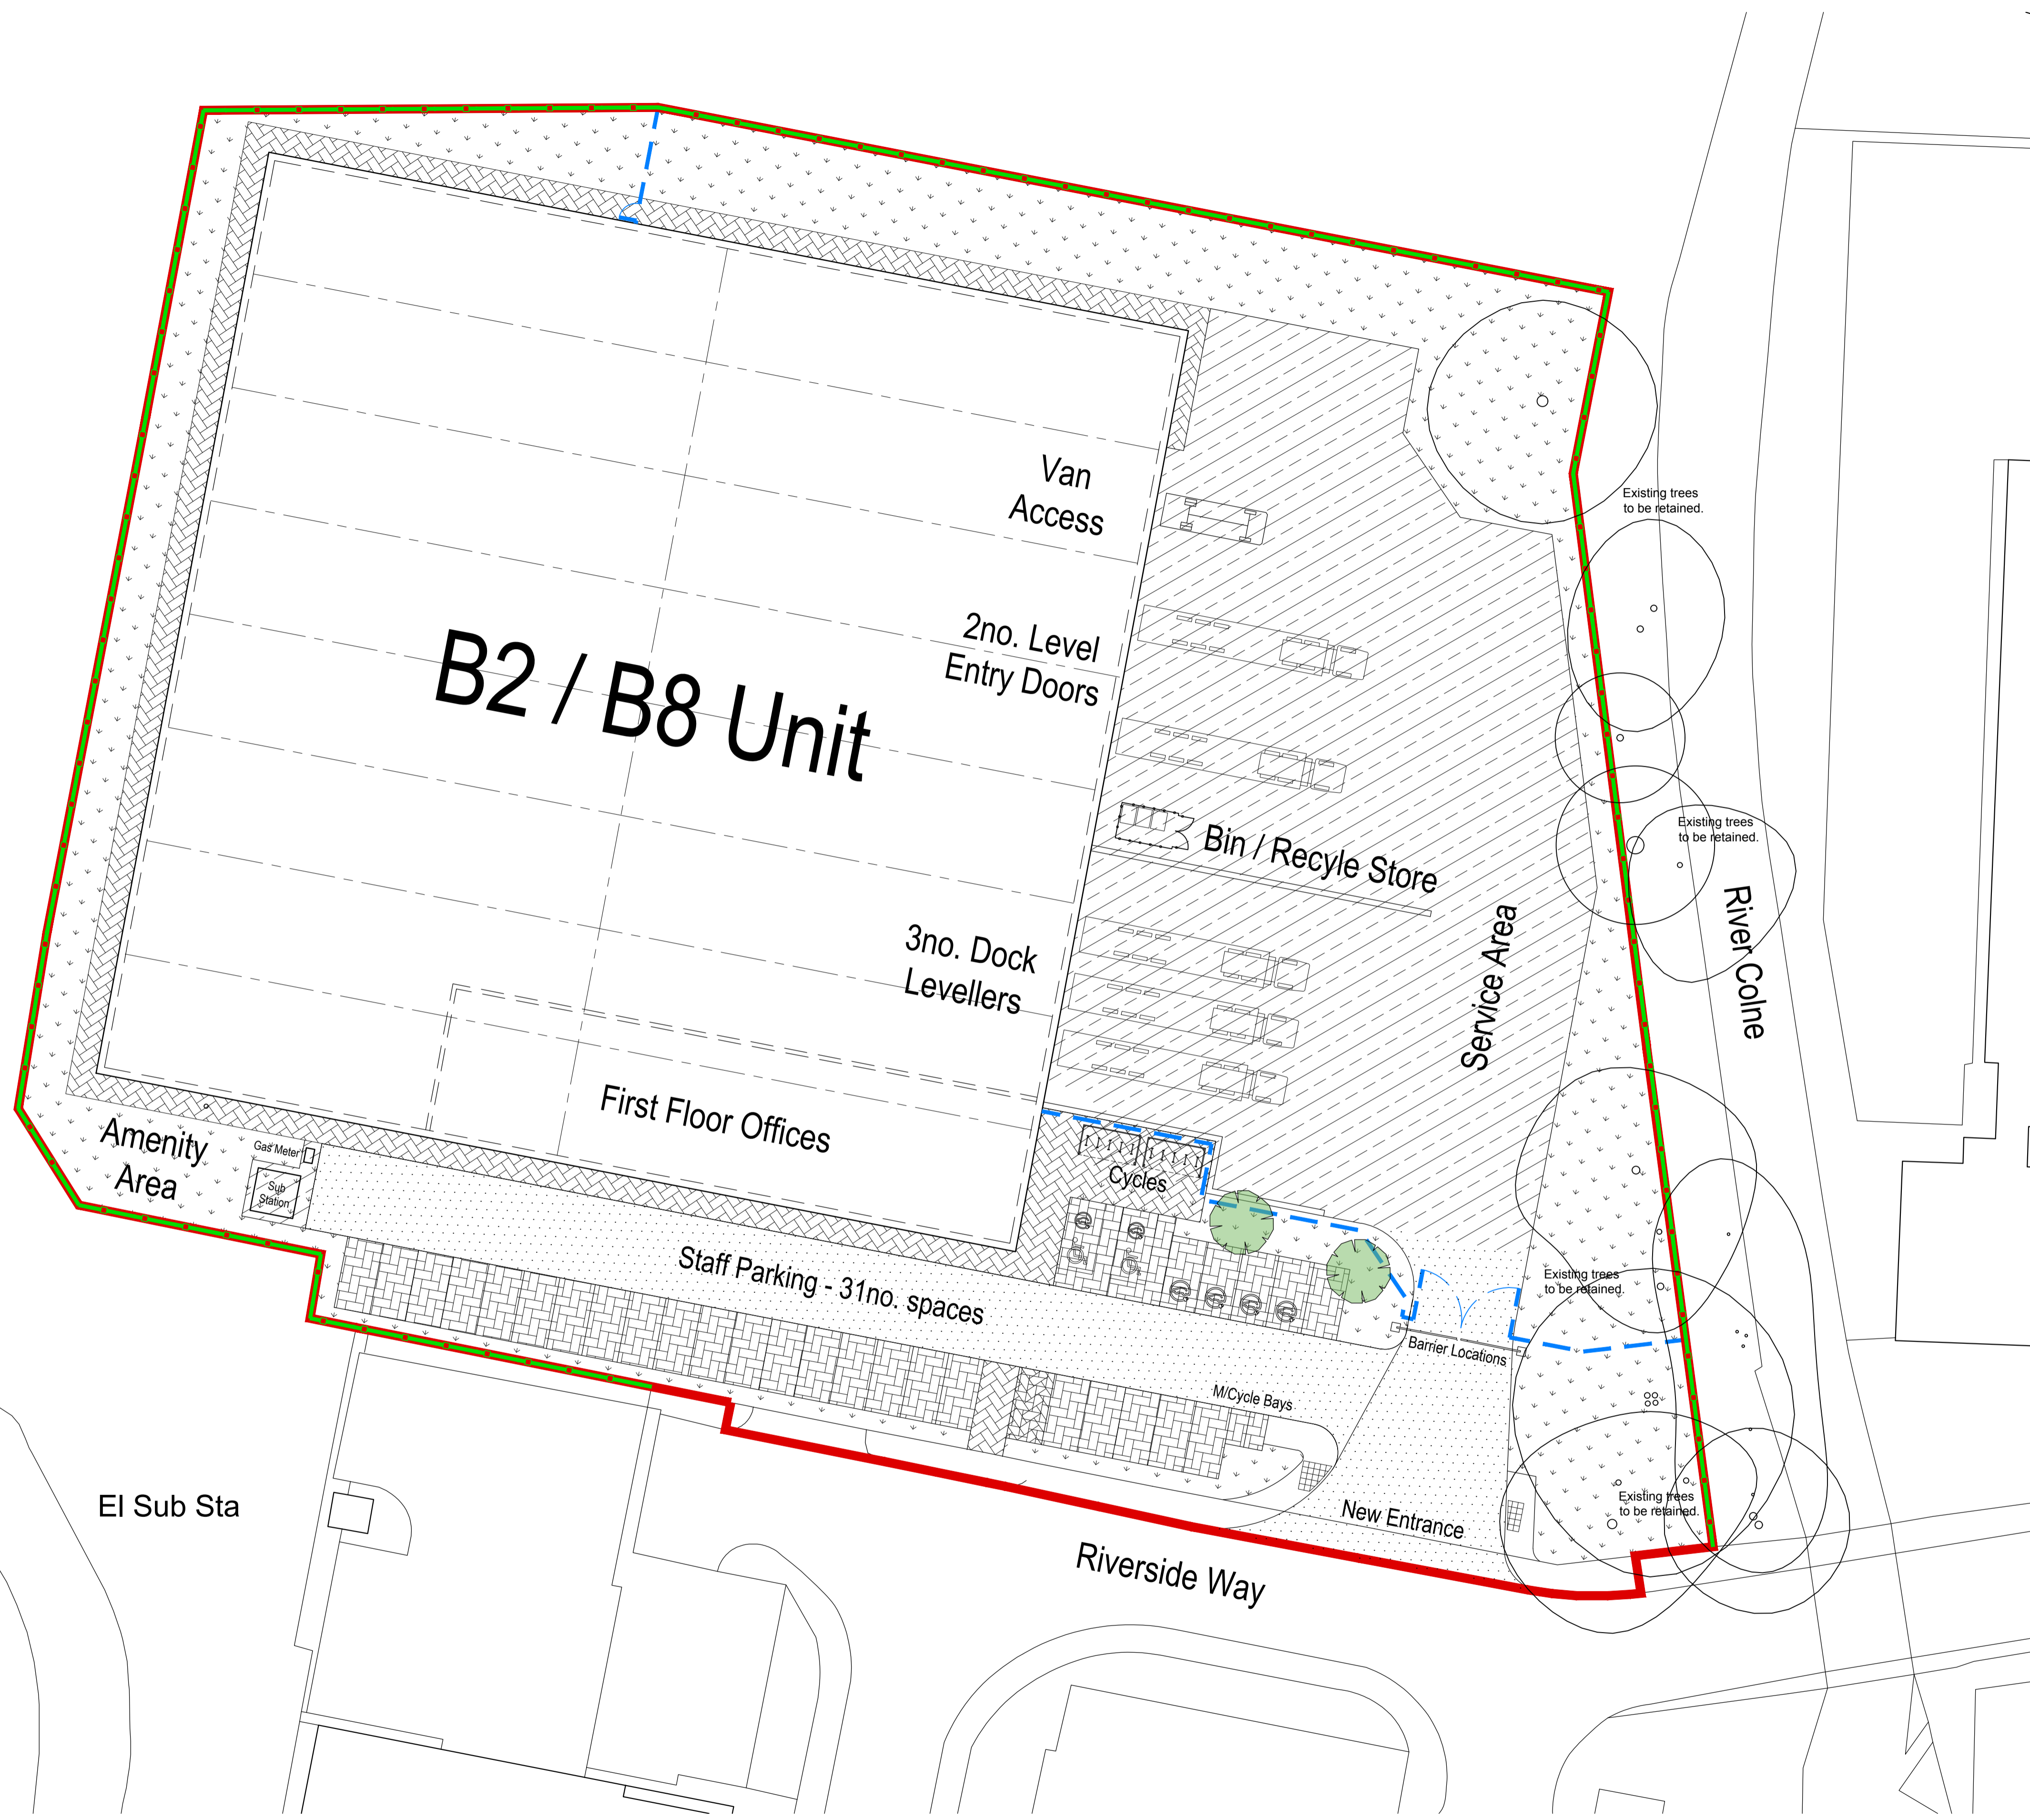 Van
Access
Existing trees
to be retained.
2no. Level
Entry Doors
B2 / B8 Unit
Existing trees
to be retained.
Bin / Recyle Store
River Colne
Service Area
3no. Dock
Levellers
First Floor Offices
Amenity
Area
Gas Meter
Sub
Station
Cycles
Staff Parking - 31no. spaces
Existing trees
to be retained.
Barrier Locations
M/Cycle Bays
El Sub Sta
New Entrance
Existing trees
to be retained.
Riverside Way